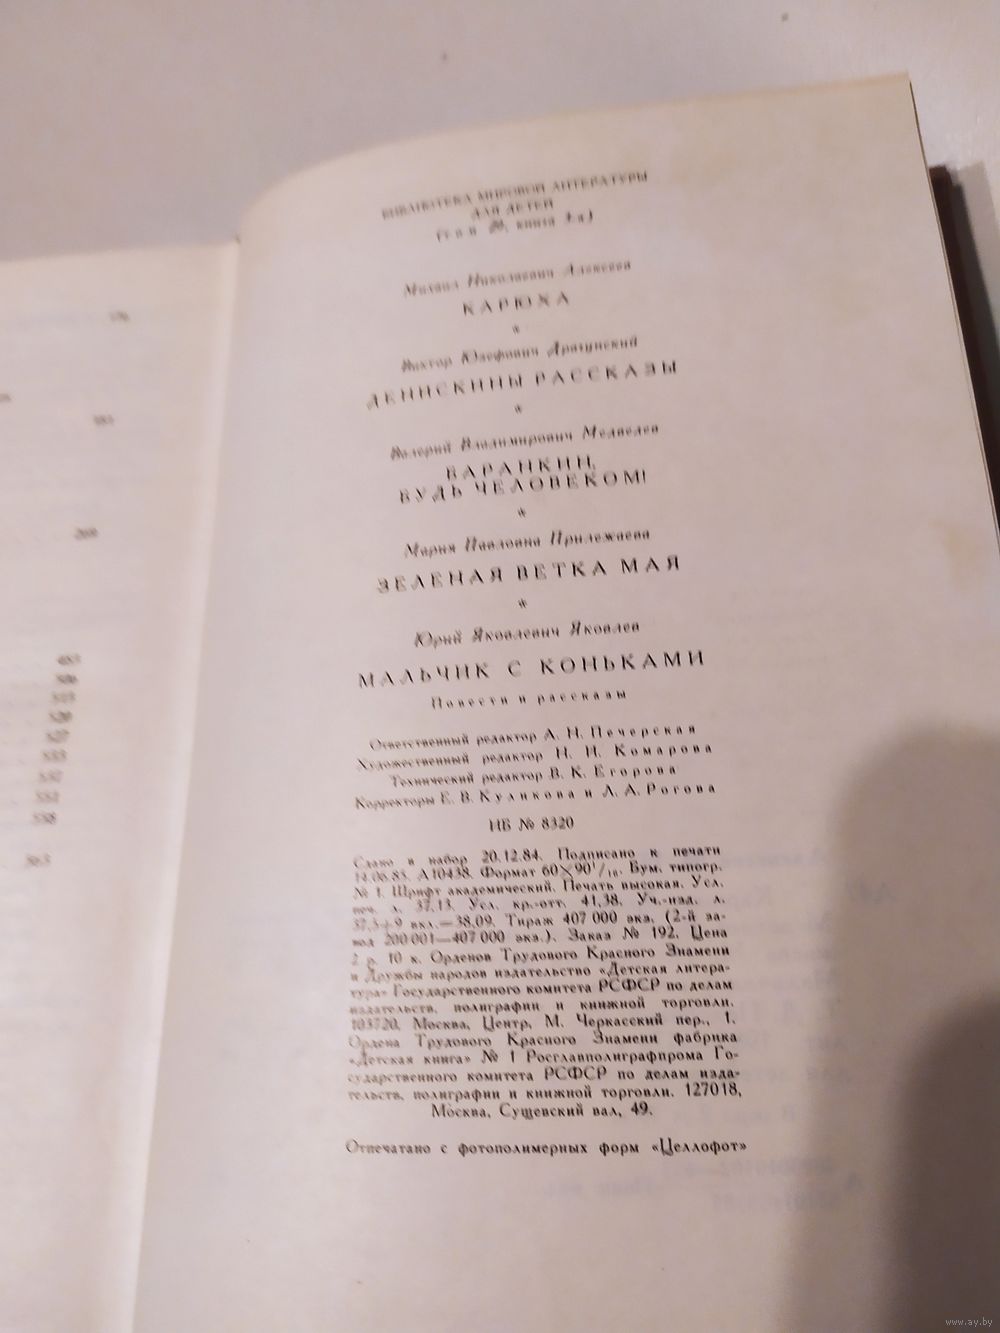 БИБЛИОТЕКА МИРОВОЙ ЛИТЕРАТУРЫ
ДЛЯ ДЕТЕЙ
(том книга
Михаил Николаевич Алексеев
КАРЮХА
*
Виктор Юзефович Драгунский
ДЕНИСКИНЫ РАССКАЗЫ
*
Валерий Владимирович Медведев
БАРАНКИН,
БУДЬ ЧЕЛОВЕКОМ!
*
Мария Павловна Прилежаева
ЗЕЛЕНАЯ ВЕТКА МАЯ
*
Юрий Яковлевич Яковлев
МАЛЬЧИК С КОНЬКАМИ
Повести и рассказы
Ответственный редактор А. Н. Печерская
Художественный редактор Н. И. Комарова
Технический редактор В. К. Егорова
Корректоры Е. В. Куликова и Л. А. Рогова
ИБ № 8320
Сдано в набор 20.12.84. Подписано к печати
14.06.85. А10438. Формат 60×90¹/₁₆. Бум. типогр.
№ 1. Шрифт академический. Печать высокая. Усл.
печ. л. 37,13. Усл. кр.-отт. 41,38. Уч.-изд. л.
37,5+9 вкл.=38,09. Тираж 407 000 экз. (2-й за-
вод 200 001—407 000 экз.). Заказ № 192. Цена
2 р. 10 к. Орденов Трудового Красного Знамени
и Дружбы народов издательство «Детская литера-
тура» Государственного комитета РСФСР по делам
издательств, полиграфии и книжной торговли.
103720, Москва, Центр, М. Черкасский пер., 1.
Ордена Трудового Красного Знамени фабрика
«Детская книга» № 1 Росглавполиграфпрома Го-
сударственного комитета РСФСР по делам изда-
тельств, полиграфии и книжной торговли. 127018,
Москва, Сущевский вал, 49.
Отпечатано с фотополимерных форм «Целлофот»
www.ay.by